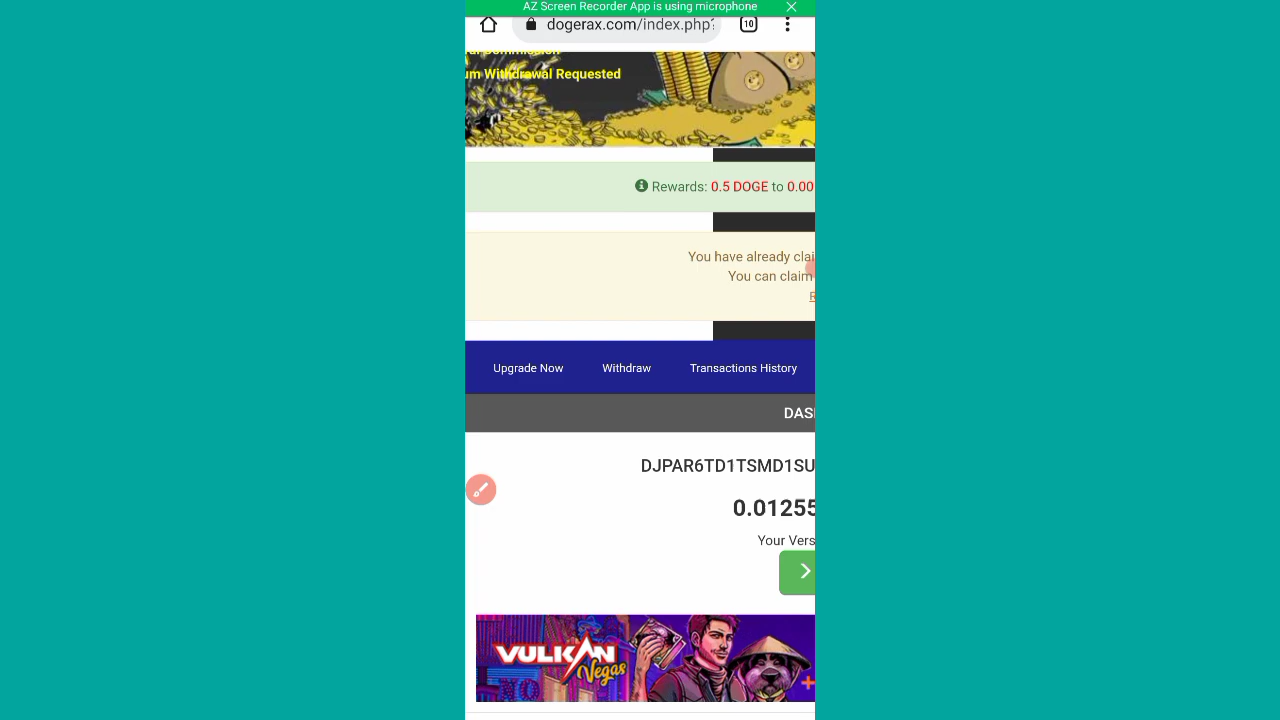 AZ Screen Recorder App is using microphone
dogerax.com/index.php?
10
Commission
um Withdrawal Requested
Rewards: 0.5 DOGE to 0.00
You have already clai
You can claim
R
Upgrade Now Withdraw Transactions History
DAS
DJPAR6TD1TSMD1SU
0.01255
Your Vers
VULKAN
Vegas